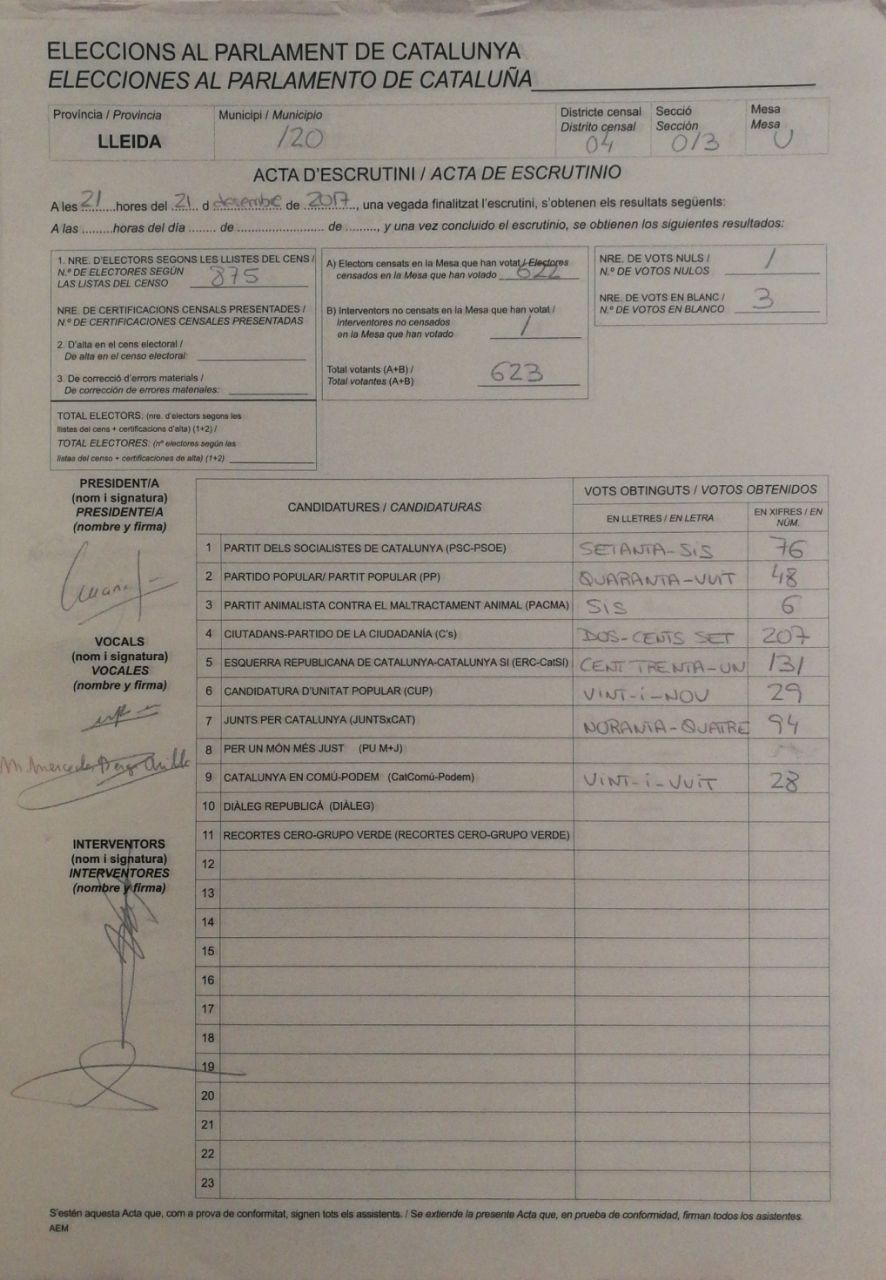 ELECCIONS AL PARLAMENT DE CATALUNYA
ELECCIONES AL PARLAMENTO DE CATALUÑA
Província / Provincia
LLEIDA
Municipi / Municipio
120
Districte censal
Distrito censal
04
Secció
Sección
013
Mesa
Mesa
U
ACTA D'ESCRUTINI / ACTA DE ESCRUTINIO
A les 21 hores del 21 d desembre de 2017, una vegada finalitzat l'escrutini, s'obtenen els resultats següents:
A las ........horas del día ....... de ........................... de .........., y una vez concluido el escrutinio, se obtienen los siguientes resultados:
1. NRE. D'ELECTORS SEGONS LES LLISTES DEL CENS /
N.º DE ELECTORES SEGÚN
LAS LISTAS DEL CENSO 875
NRE. DE CERTIFICACIONS CENSALS PRESENTADES /
N.º DE CERTIFICACIONES CENSALES PRESENTADAS
2. D'alta en el cens electoral /
De alta en el censo electoral:
3. De correcció d'errors materials /
De corrección de errores materiales:
TOTAL ELECTORS: (nre. d'electors segons les
llistes del cens + certificacions d'alta) (1+2) /
TOTAL ELECTORES: (nº electores según las
listas del censo + certificaciones de alta) (1+2)
A) Electors censats en la Mesa que han votat / Electores
censados en la Mesa que han votado 622
B) Interventors no censats en la Mesa que han votat /
Interventores no censados
en la Mesa que han votado 1
Total votants (A+B) /
Total votantes (A+B) 623
NRE. DE VOTS NULS /
N.º DE VOTOS NULOS 1
NRE. DE VOTS EN BLANC /
N.º DE VOTOS EN BLANCO 3
PRESIDENT/A
(nom i signatura)
PRESIDENTE/A
(nombre y firma)
VOCALS
(nom i signatura)
VOCALES
(nombre y firma)
INTERVENTORS
(nom i signatura)
INTERVENTORES
(nombre y firma)
CANDIDATURES / CANDIDATURAS
VOTS OBTINGUTS / VOTOS OBTENIDOS
EN LLETRES / EN LETRA
EN XIFRES / EN NÚM.
1 PARTIT DELS SOCIALISTES DE CATALUNYA (PSC-PSOE) SETANTA-SIS 76
2 PARTIDO POPULAR/ PARTIT POPULAR (PP) QUARANTA-VUIT 48
3 PARTIT ANIMALISTA CONTRA EL MALTRACTAMENT ANIMAL (PACMA) SIS 6
4 CIUTADANS-PARTIDO DE LA CIUDADANÍA (C's) DOS-CENTS SET 207
5 ESQUERRA REPUBLICANA DE CATALUNYA-CATALUNYA SÍ (ERC-CatSÍ) CENT TRENTA-UN 131
6 CANDIDATURA D'UNITAT POPULAR (CUP) VINT-I-NOU 29
7 JUNTS PER CATALUNYA (JUNTSxCAT) NORANTA-QUATRE 94
8 PER UN MÓN MÉS JUST (PU M+J)
9 CATALUNYA EN COMÚ-PODEM (CatComú-Podem) VINT-I-VUIT 28
10 DIÀLEG REPUBLICÀ (DIÀLEG)
11 RECORTES CERO-GRUPO VERDE (RECORTES CERO-GRUPO VERDE)
12
13
14
15
16
17
18
19
20
21
22
23
S'estén aquesta Acta que, com a prova de conformitat, signen tots els assistents. / Se extiende la presente Acta que, en prueba de conformidad, firman todos los asistentes.
AEM